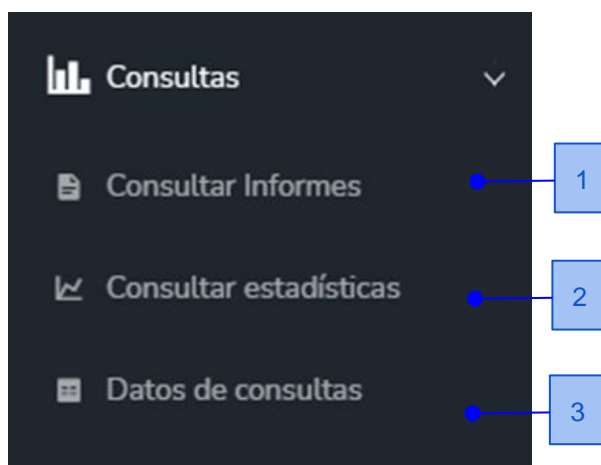 Consultas
Consultar Informes
1
Consultar estadísticas
2
Datos de consultas
3